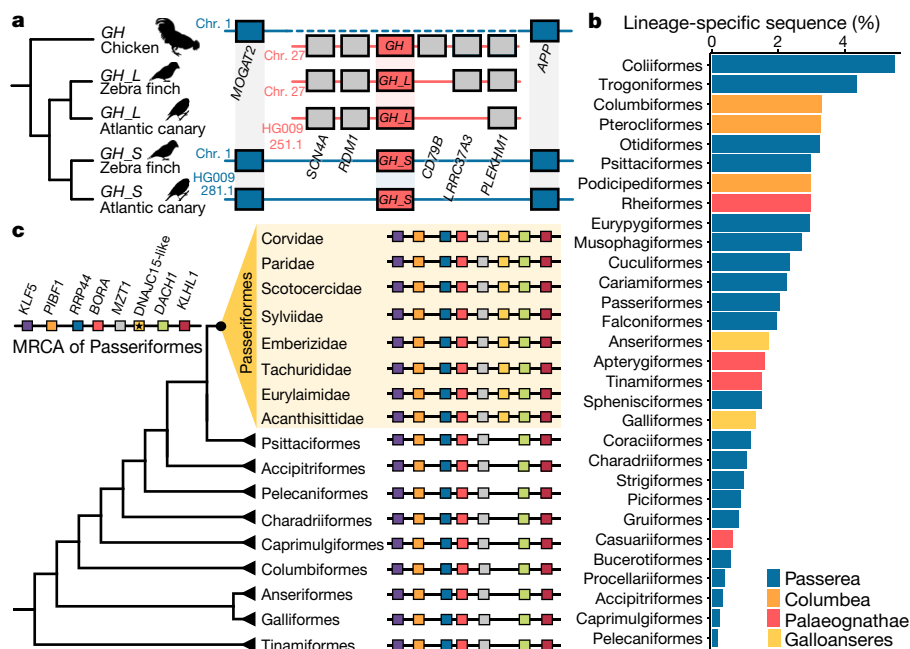 a
GH
Chicken
GH_L
Zebra finch
GH_L
Atlantic canary
GH_S
Zebra finch
GH_S
Atlantic canary
Chr. 1
MOGAT2
APP
Chr. 27
GH
Chr. 27
GH_L
HG009
251.1
GH_L
SCN4A
RDM1
CD79B
LRRC37A3
PLEKHM1
Chr. 1
GH_S
HG009
281.1
GH_S
b
Lineage-specific sequence (%)
0 2 4
Coliiformes
Trogoniformes
Columbiformes
Pterocliformes
Otidiformes
Psittaciformes
Podicipediformes
Rheiformes
Eurypygiformes
Musophagiformes
Cuculiformes
Cariamiformes
Passeriformes
Falconiformes
Anseriformes
Apterygiformes
Tinamiformes
Sphenisciformes
Galliformes
Coraciiformes
Charadriiformes
Strigiformes
Piciformes
Gruiformes
Casuariiformes
Bucerotiformes
Procellariiformes
Accipitriformes
Caprimulgiformes
Pelecaniformes
Passerea
Columbea
Palaeognathae
Galloanseres
c
KLF5
PIBF1
RRP44
BORA
MZT1
DNAJC15-like
DACH1
KLHL1
MRCA of Passeriformes
Passeriformes
Corvidae
Paridae
Scotocercidae
Sylviidae
Emberizidae
Tachurididae
Eurylaimidae
Acanthisittidae
Psittaciformes
Accipitriformes
Pelecaniformes
Charadriiformes
Caprimulgiformes
Columbiformes
Anseriformes
Galliformes
Tinamiformes